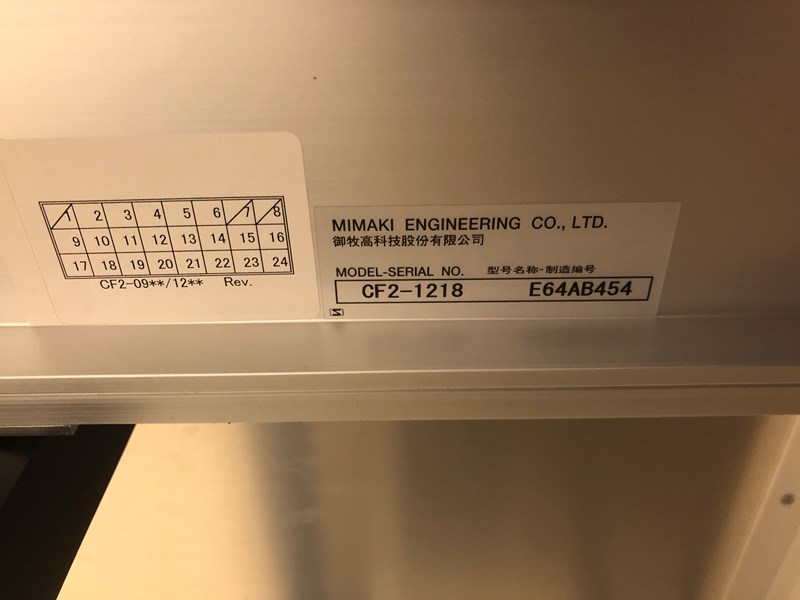 1 2 3 4 5 6 7 8
9 10 11 12 13 14 15 16
17 18 19 20 21 22 23 24
CF2-09**/12** Rev.
MIMAKI ENGINEERING CO., LTD.
御牧高科技股份有限公司
MODEL-SERIAL NO. 型号名称-制造编号
CF2-1218 E64AB454